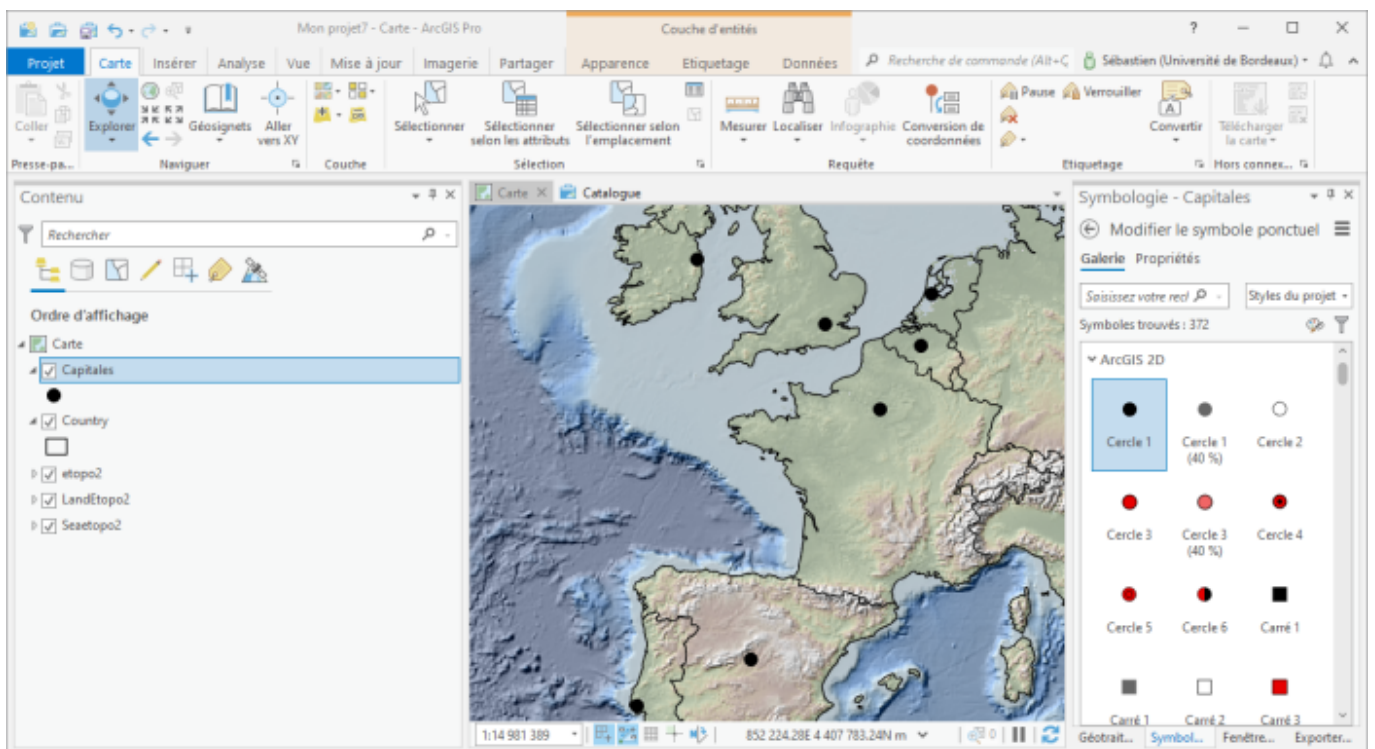 Mon projet7 - Carte - ArcGIS Pro
Couche d'entités
?
Projet Carte Insérer Analyse Vue Mise à jour Imagerie Partager Apparence Etiquetage Données Recherche de commande (Alt+Q Sébastien (Université de Bordeaux)
Coller Explorer Géosignets Aller vers XY
Sélectionner Sélectionner selon les attributs Sélectionner selon l'emplacement
Mesurer Localiser Infographie Conversion de coordonnées
Pause Verrouiller
Convertir Télécharger la carte
Presse-pa... Naviguer Couche Sélection Requête Etiquetage Hors connex...
Contenu
Rechercher
Ordre d'affichage
Carte
Capitales
Country
etopo2
LandEtopo2
Seaetopo2
Carte Catalogue
1:14 981 389 852 224,28E 4 407 783,24N m 0
Symbologie - Capitales
Modifier le symbole ponctuel
Galerie Propriétés
Saisissez votre recl Styles du projet
Symboles trouvés : 372
ArcGIS 2D
Cercle 1 Cercle 1 (40 %) Cercle 2
Cercle 3 Cercle 3 (40 %) Cercle 4
Cercle 5 Cercle 6 Carré 1
Carré 1 Carré 2 Carré 3
Géotrait... Symbol... Fenêtre... Exporter...